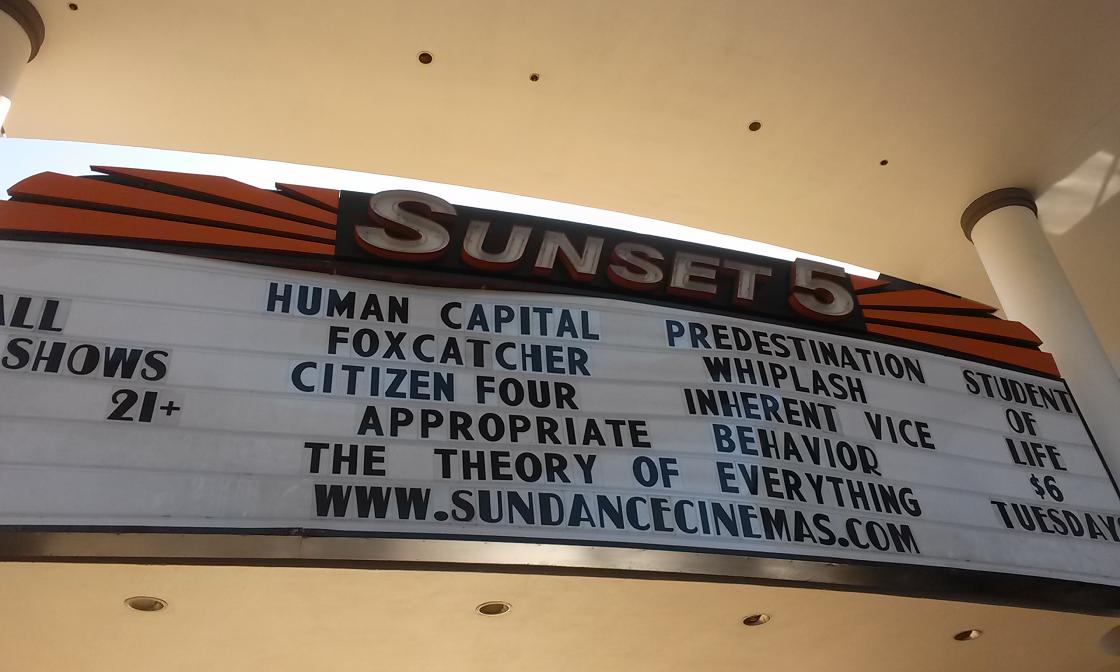 SUNSET 5
ALL
SHOWS
21+
HUMAN CAPITAL PREDESTINATION
FOXCATCHER WHIPLASH
CITIZEN FOUR INHERENT VICE
APPROPRIATE BEHAVIOR
THE THEORY OF EVERYTHING
WWW.SUNDANCECINEMAS.COM
STUDENT
OF
LIFE
$6
TUESDAY